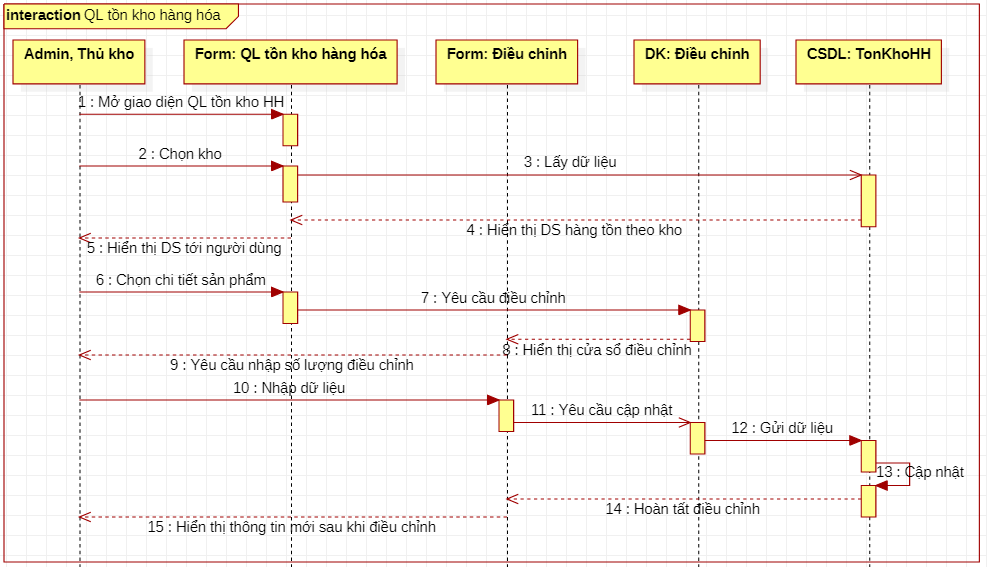 interaction QL tồn kho hàng hóa
Admin, Thủ kho
Form: QL tồn kho hàng hóa
Form: Điều chỉnh
DK: Điều chỉnh
CSDL: TonKhoHH
1 : Mở giao diện QL tồn kho HH
2 : Chọn kho
3 : Lấy dữ liệu
4 : Hiển thị DS hàng tồn theo kho
5 : Hiển thị DS tới người dùng
6 : Chọn chi tiết sản phẩm
7 : Yêu cầu điều chỉnh
8 : Hiển thị cửa sổ điều chỉnh
9 : Yêu cầu nhập số lượng điều chỉnh
10 : Nhập dữ liệu
11 : Yêu cầu cập nhật
12 : Gửi dữ liệu
13 : Cập nhật
14 : Hoàn tất điều chỉnh
15 : Hiển thị thông tin mới sau khi điều chỉnh